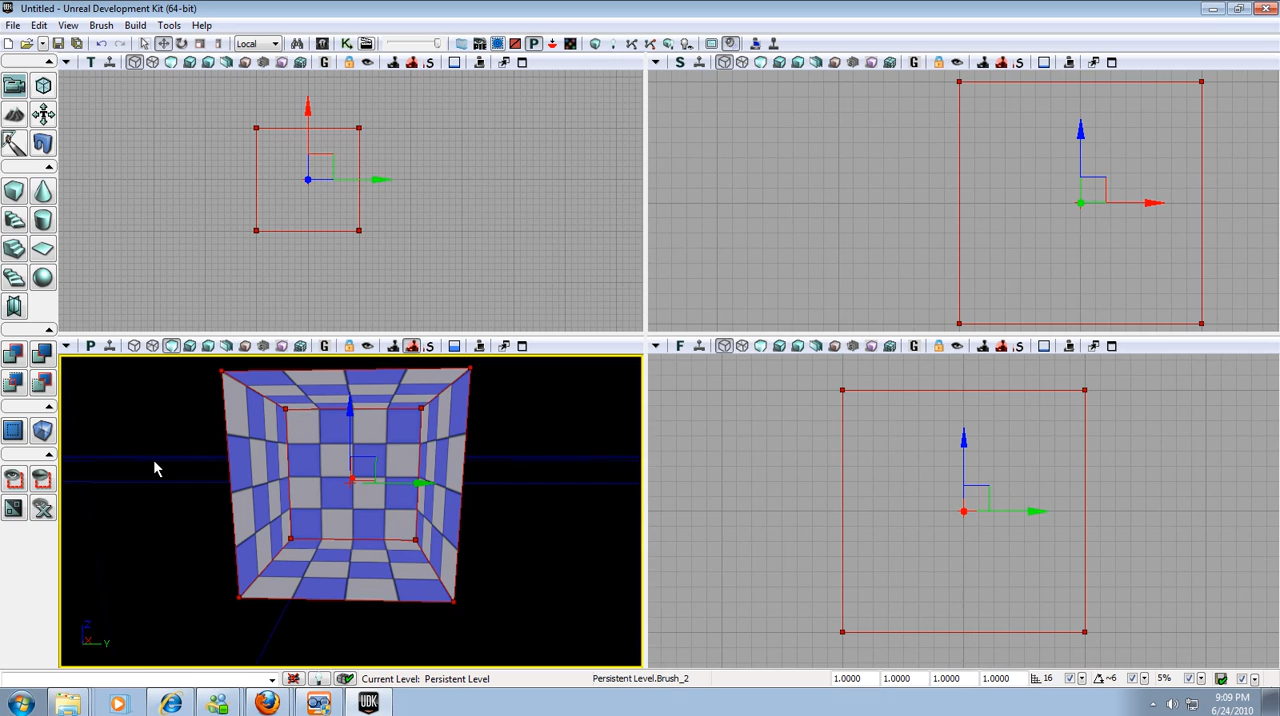 Untitled - Unreal Development Kit (64-bit)
File Edit View Brush Build Tools Help
Local
P
T G S
S G S
P G S
F G S
Z
X Y
Current Level: Persistent Level Persistent Level.Brush_2 1.0000 1.0000 1.0000 1.0000 16 ~6 5%
UDK
9:09 PM
6/24/2010